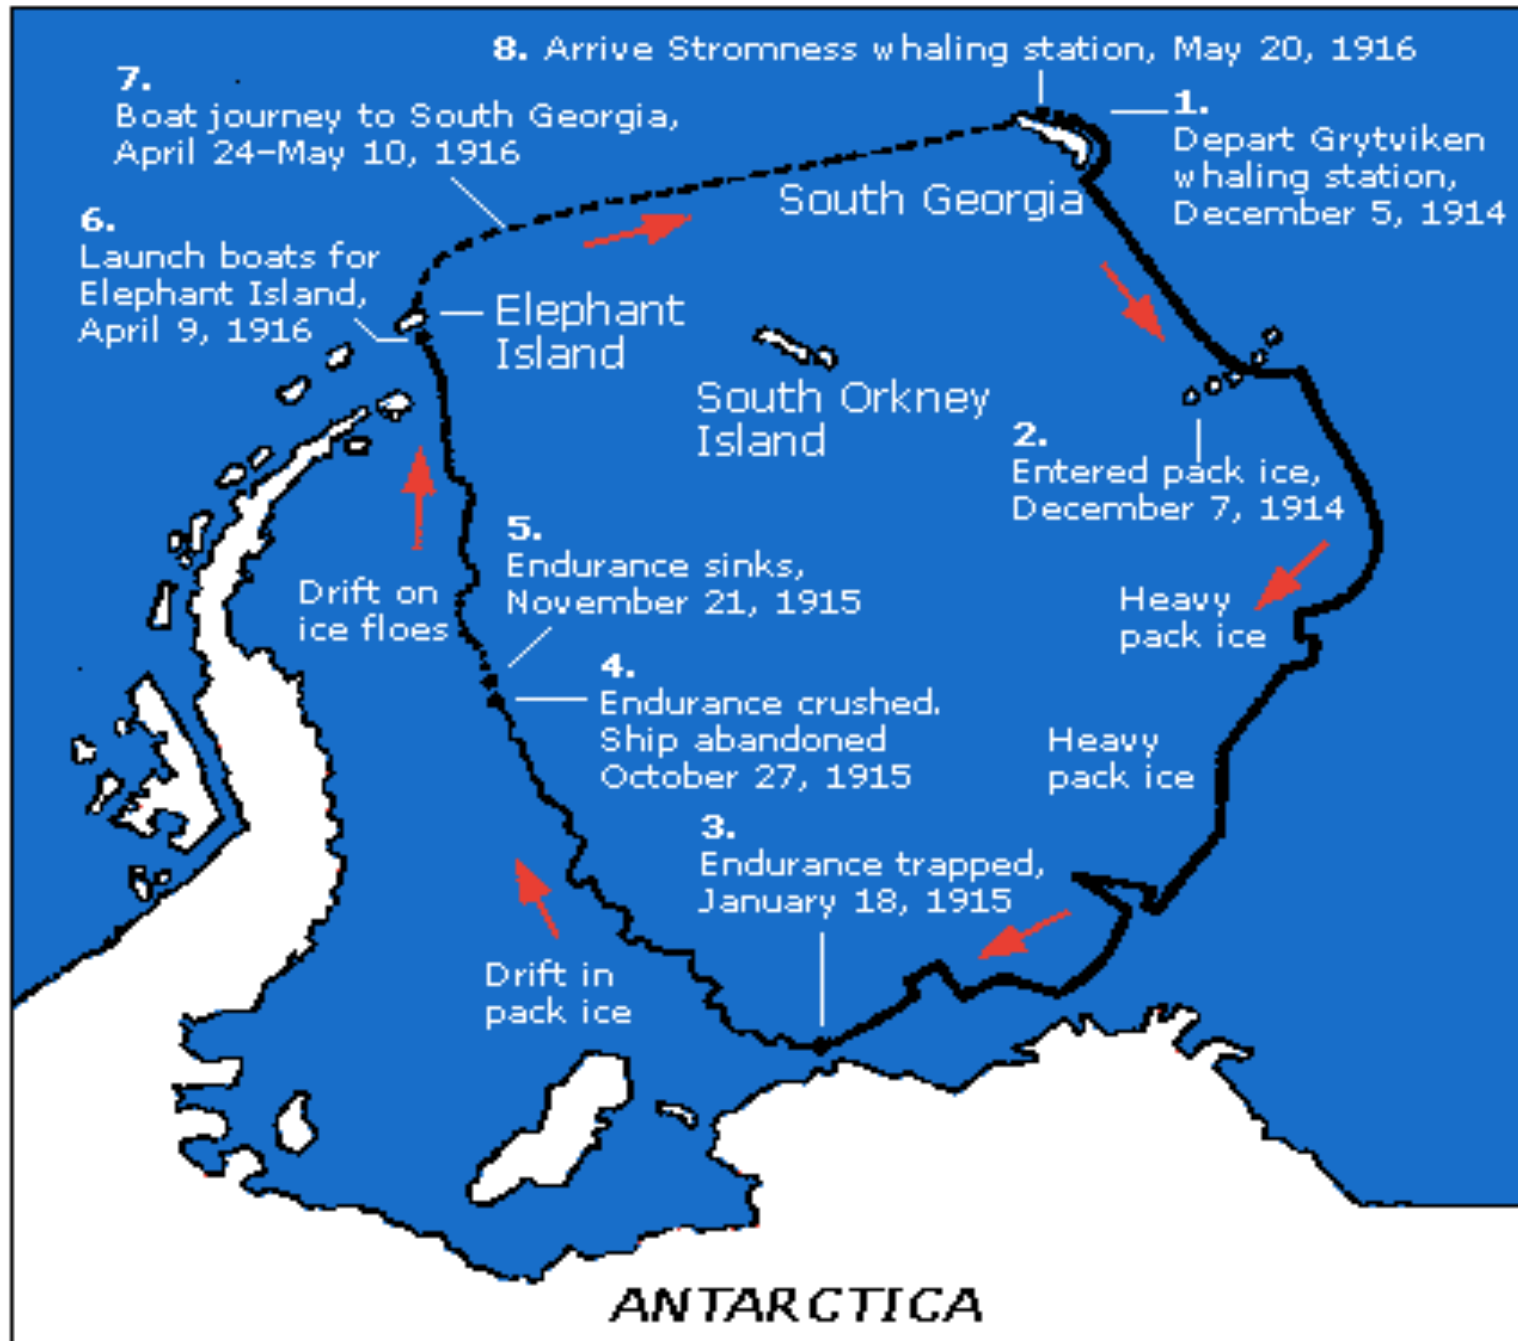 8. Arrive Stromness whaling station, May 20, 1916
7.
Boat journey to South Georgia,
April 24–May 10, 1916
1.
Depart Grytviken
whaling station,
December 5, 1914
South Georgia
6.
Launch boats for
Elephant Island,
April 9, 1916
Elephant
Island
South Orkney
Island
2.
Entered pack ice,
December 7, 1914
5.
Endurance sinks,
November 21, 1915
Drift on
ice floes
Heavy
pack ice
4.
Endurance crushed.
Ship abandoned
October 27, 1915
Heavy
pack ice
3.
Endurance trapped,
January 18, 1915
Drift in
pack ice
ANTARCTICA